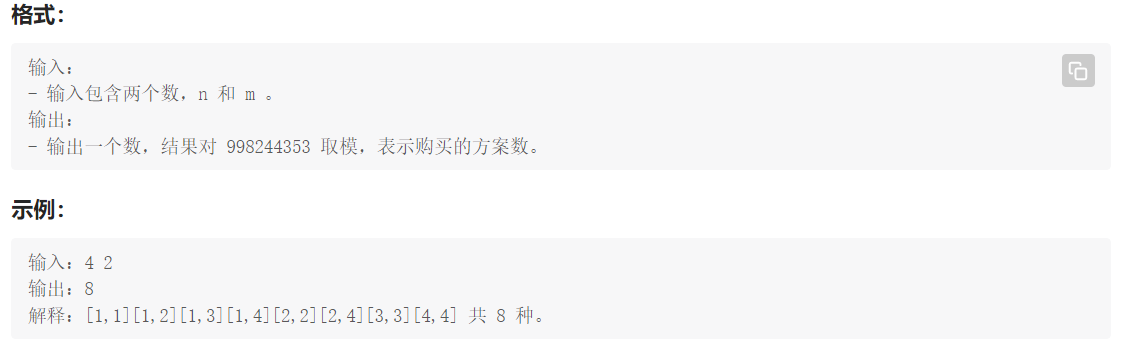 格式：
输入：
- 输入包含两个数，n 和 m 。
输出：
- 输出一个数，结果对 998244353 取模，表示购买的方案数。
示例：
输入：4 2
输出：8
解释：[1,1][1,2][1,3][1,4][2,2][2,4][3,3][4,4] 共 8 种。